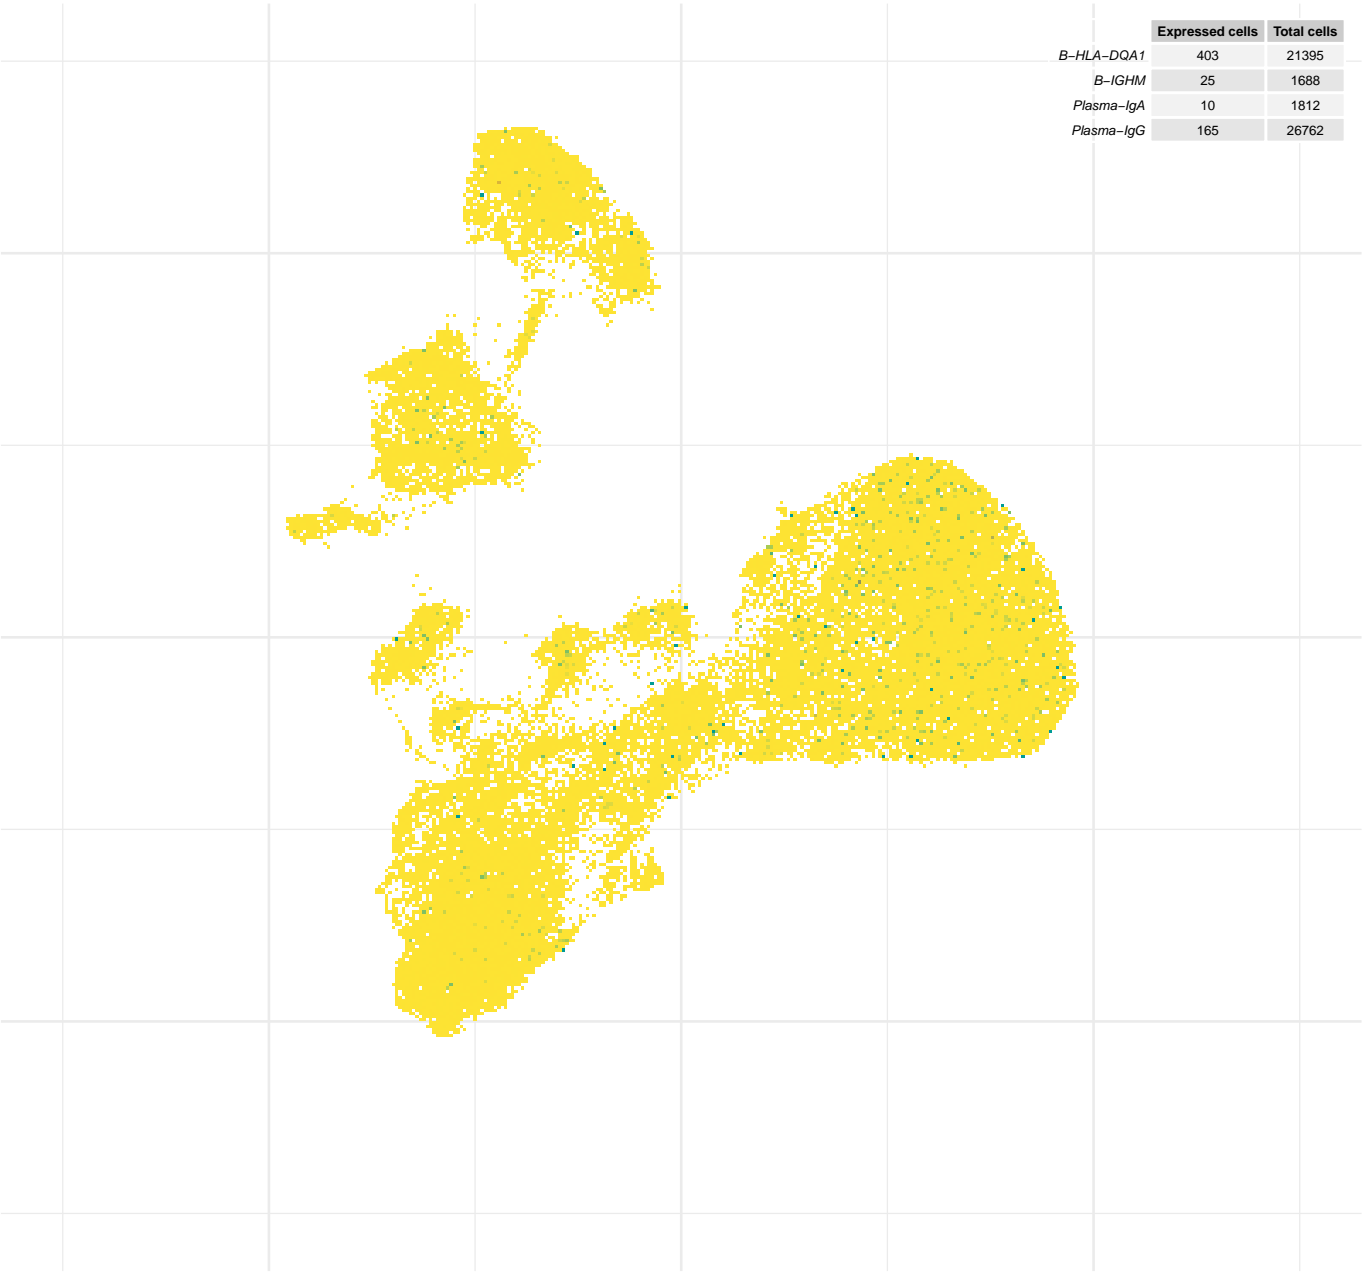 Expressed cells Total cells
B-HLA-DQA1 403 21395
B-IGHM 25 1688
Plasma-IgA 10 1812
Plasma-IgG 165 26762